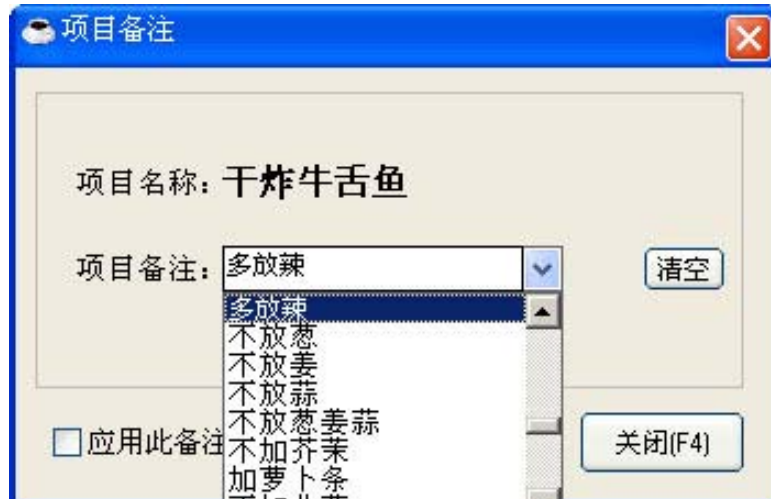 项目备注
项目名称：干炸牛舌鱼
项目备注：多放辣
清空
多放辣
不放葱
不放姜
不放蒜
不放葱姜蒜
不加芥茉
加萝卜条
应用此备注
关闭(F4)